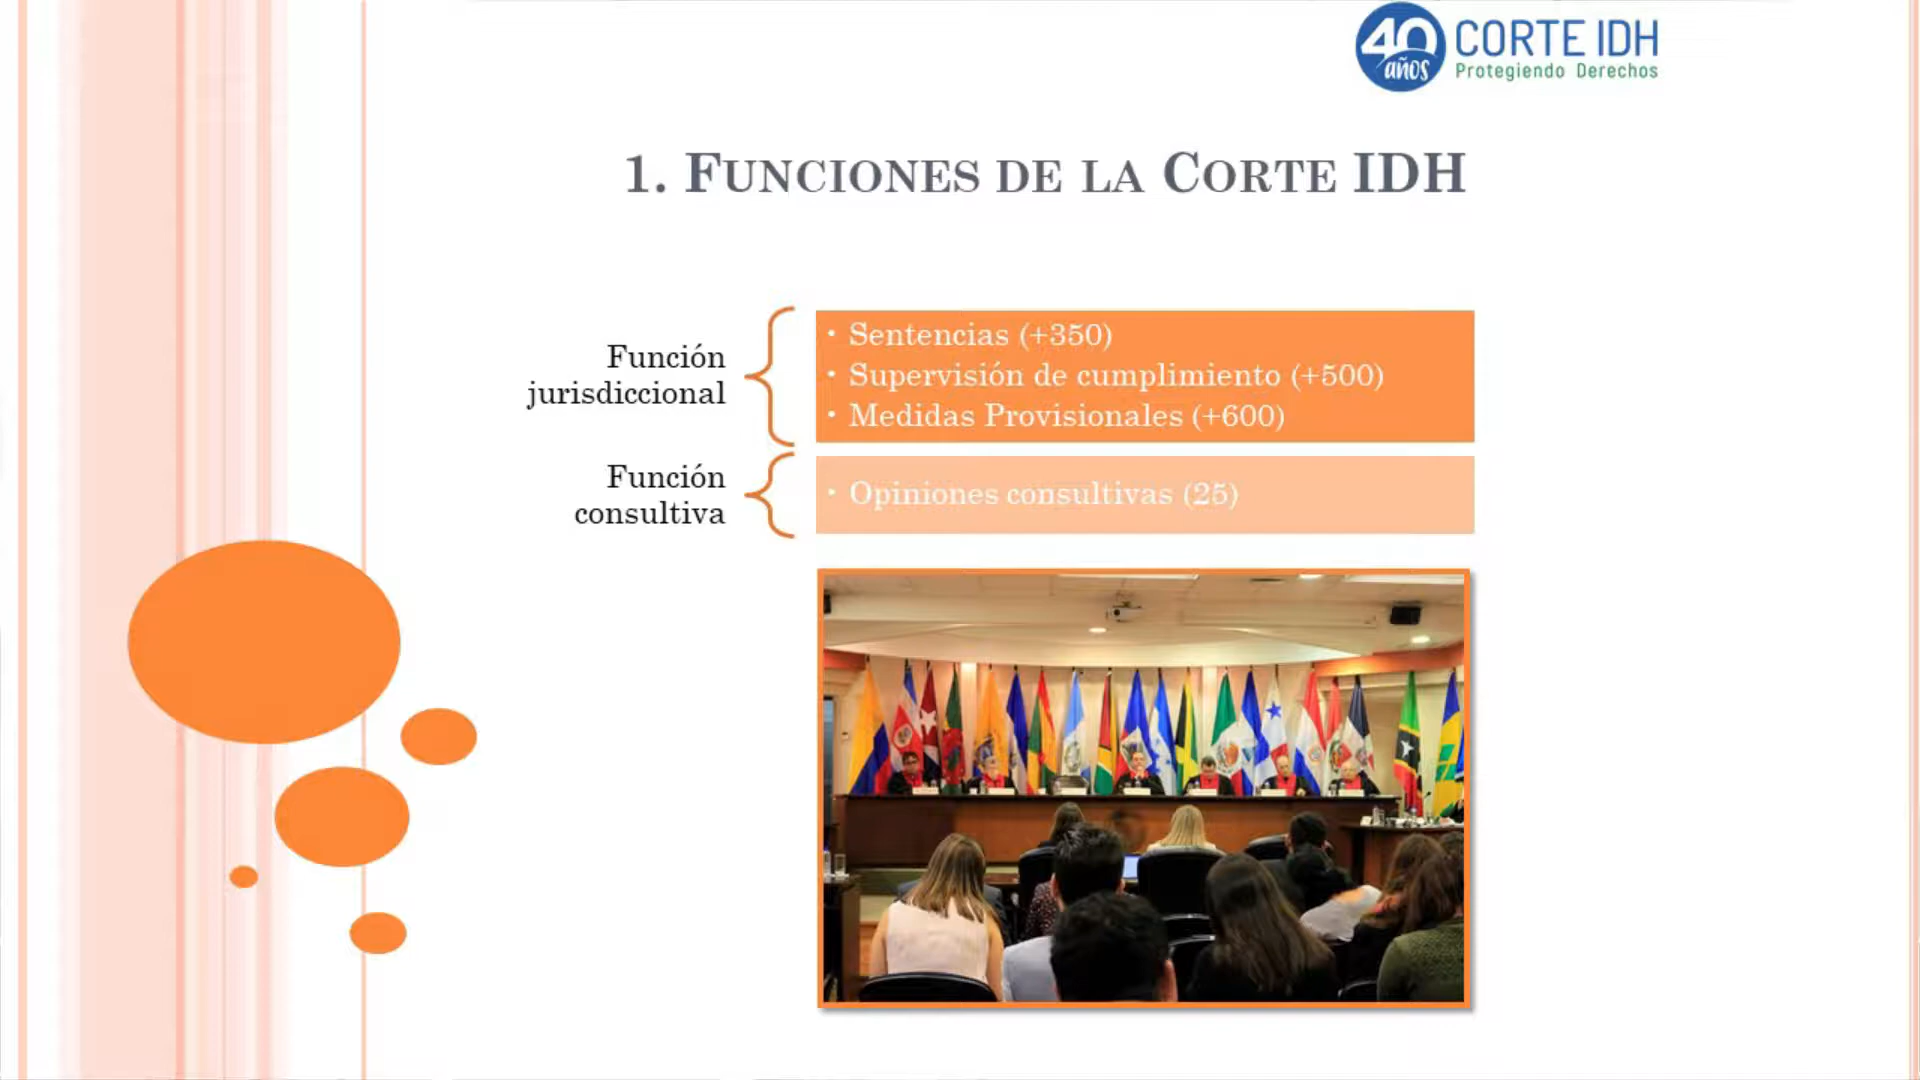 40 años
CORTE IDH
Protegiendo Derechos
1. FUNCIONES DE LA CORTE IDH
Función
jurisdiccional
• Sentencias (+350)
• Supervisión de cumplimiento (+500)
• Medidas Provisionales (+600)
Función
consultiva
• Opiniones consultivas (25)